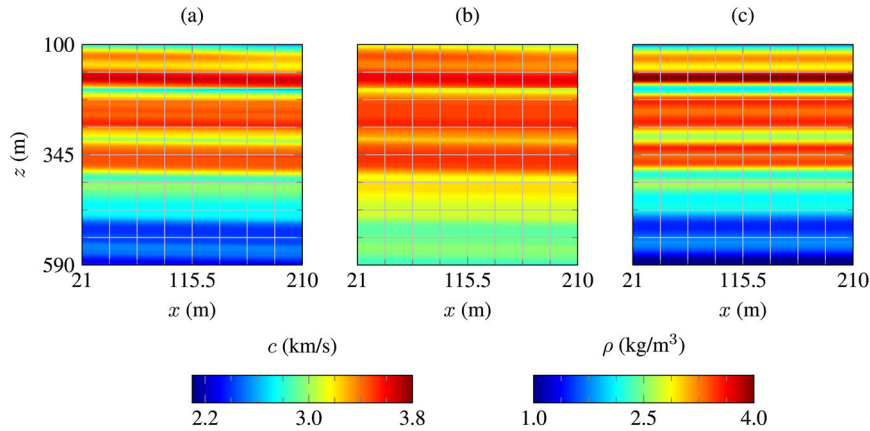 (a) (b) (c)
100
z (m)
345
590
21 115.5 210 21 115.5 210 21 115.5 210
x (m) x (m) x (m)
c (km/s) ρ (kg/m³)
2.2 3.0 3.8 1.0 2.5 4.0